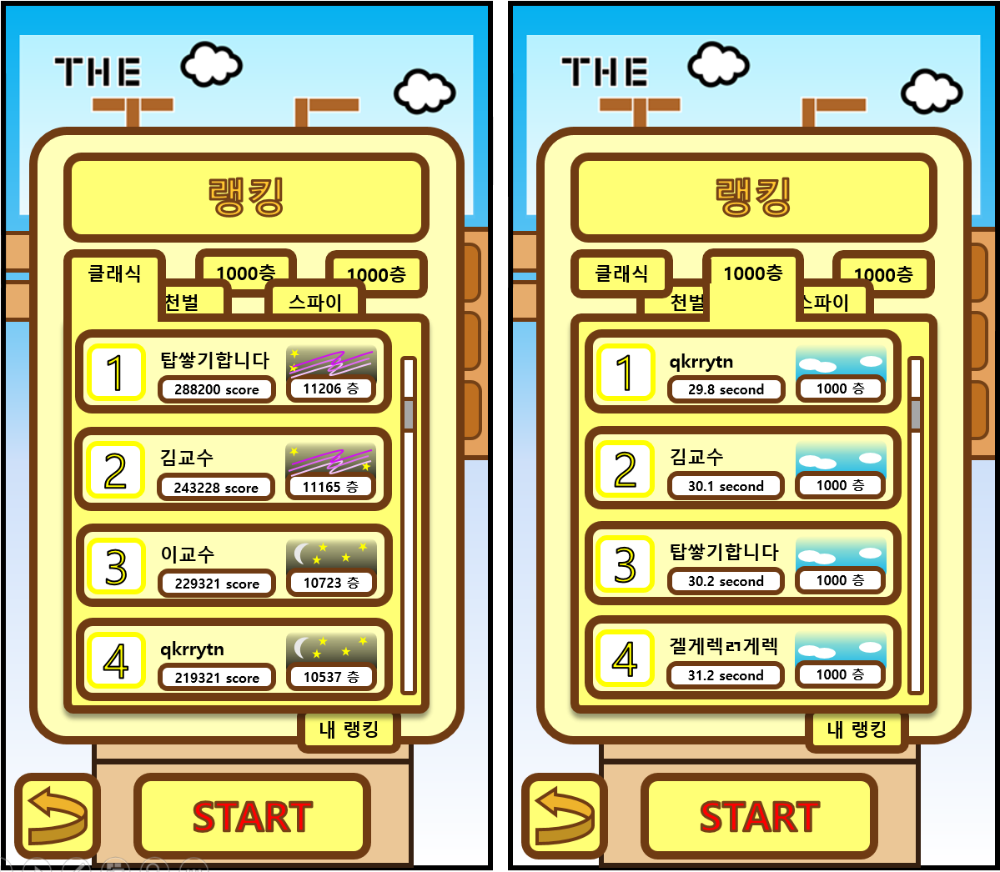 THE
랭킹
클래식
1000층
1000층
천벌
스파이
1
탑쌓기합니다
288200 score
11206 층
2
김교수
243228 score
11165 층
3
이교수
229321 score
10723 층
4
qkrrytn
219321 score
10537 층
내 랭킹
START
THE
랭킹
클래식
1000층
1000층
천벌
스파이
1
qkrrytn
29.8 second
1000 층
2
김교수
30.1 second
1000 층
3
탑쌓기합니다
30.2 second
1000 층
4
겔게렉ㄺ게렉
31.2 second
1000 층
내 랭킹
START